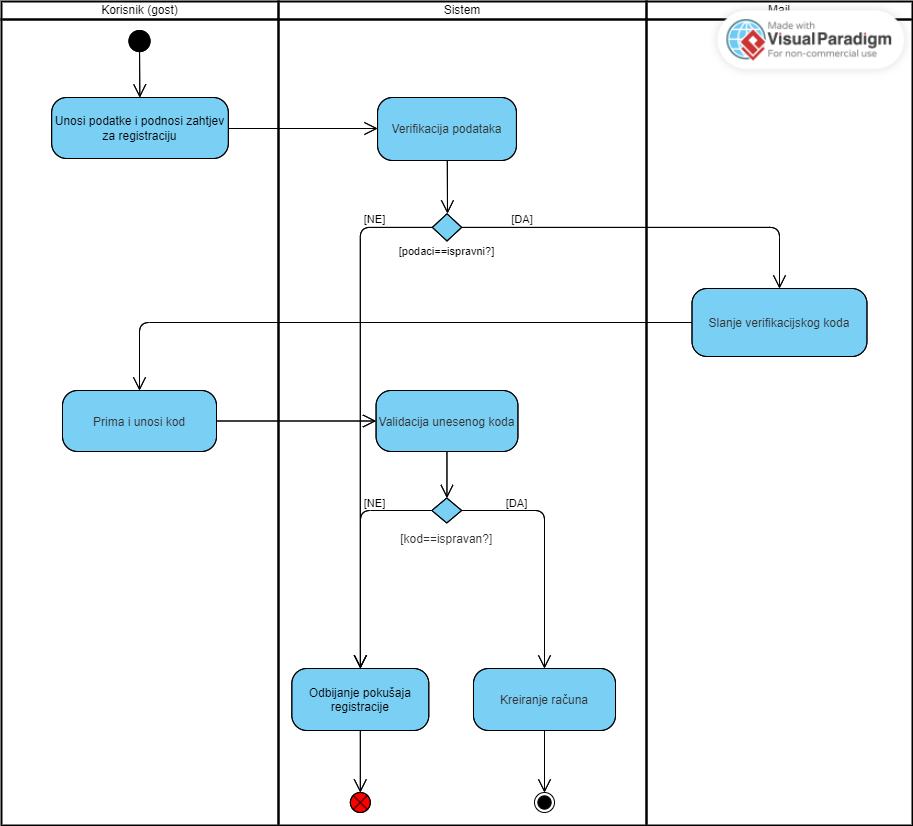 Korisnik (gost)
Sistem
Mail
Made with
VisualParadigm
For non-commercial use
Unosi podatke i podnosi zahtjev
za registraciju
Verifikacija podataka
[NE]
[DA]
[podaci==ispravni?]
Slanje verifikacijskog koda
Prima i unosi kod
Validacija unesenog koda
[NE]
[DA]
[kod==ispravan?]
Odbijanje pokušaja
registracije
Kreiranje računa